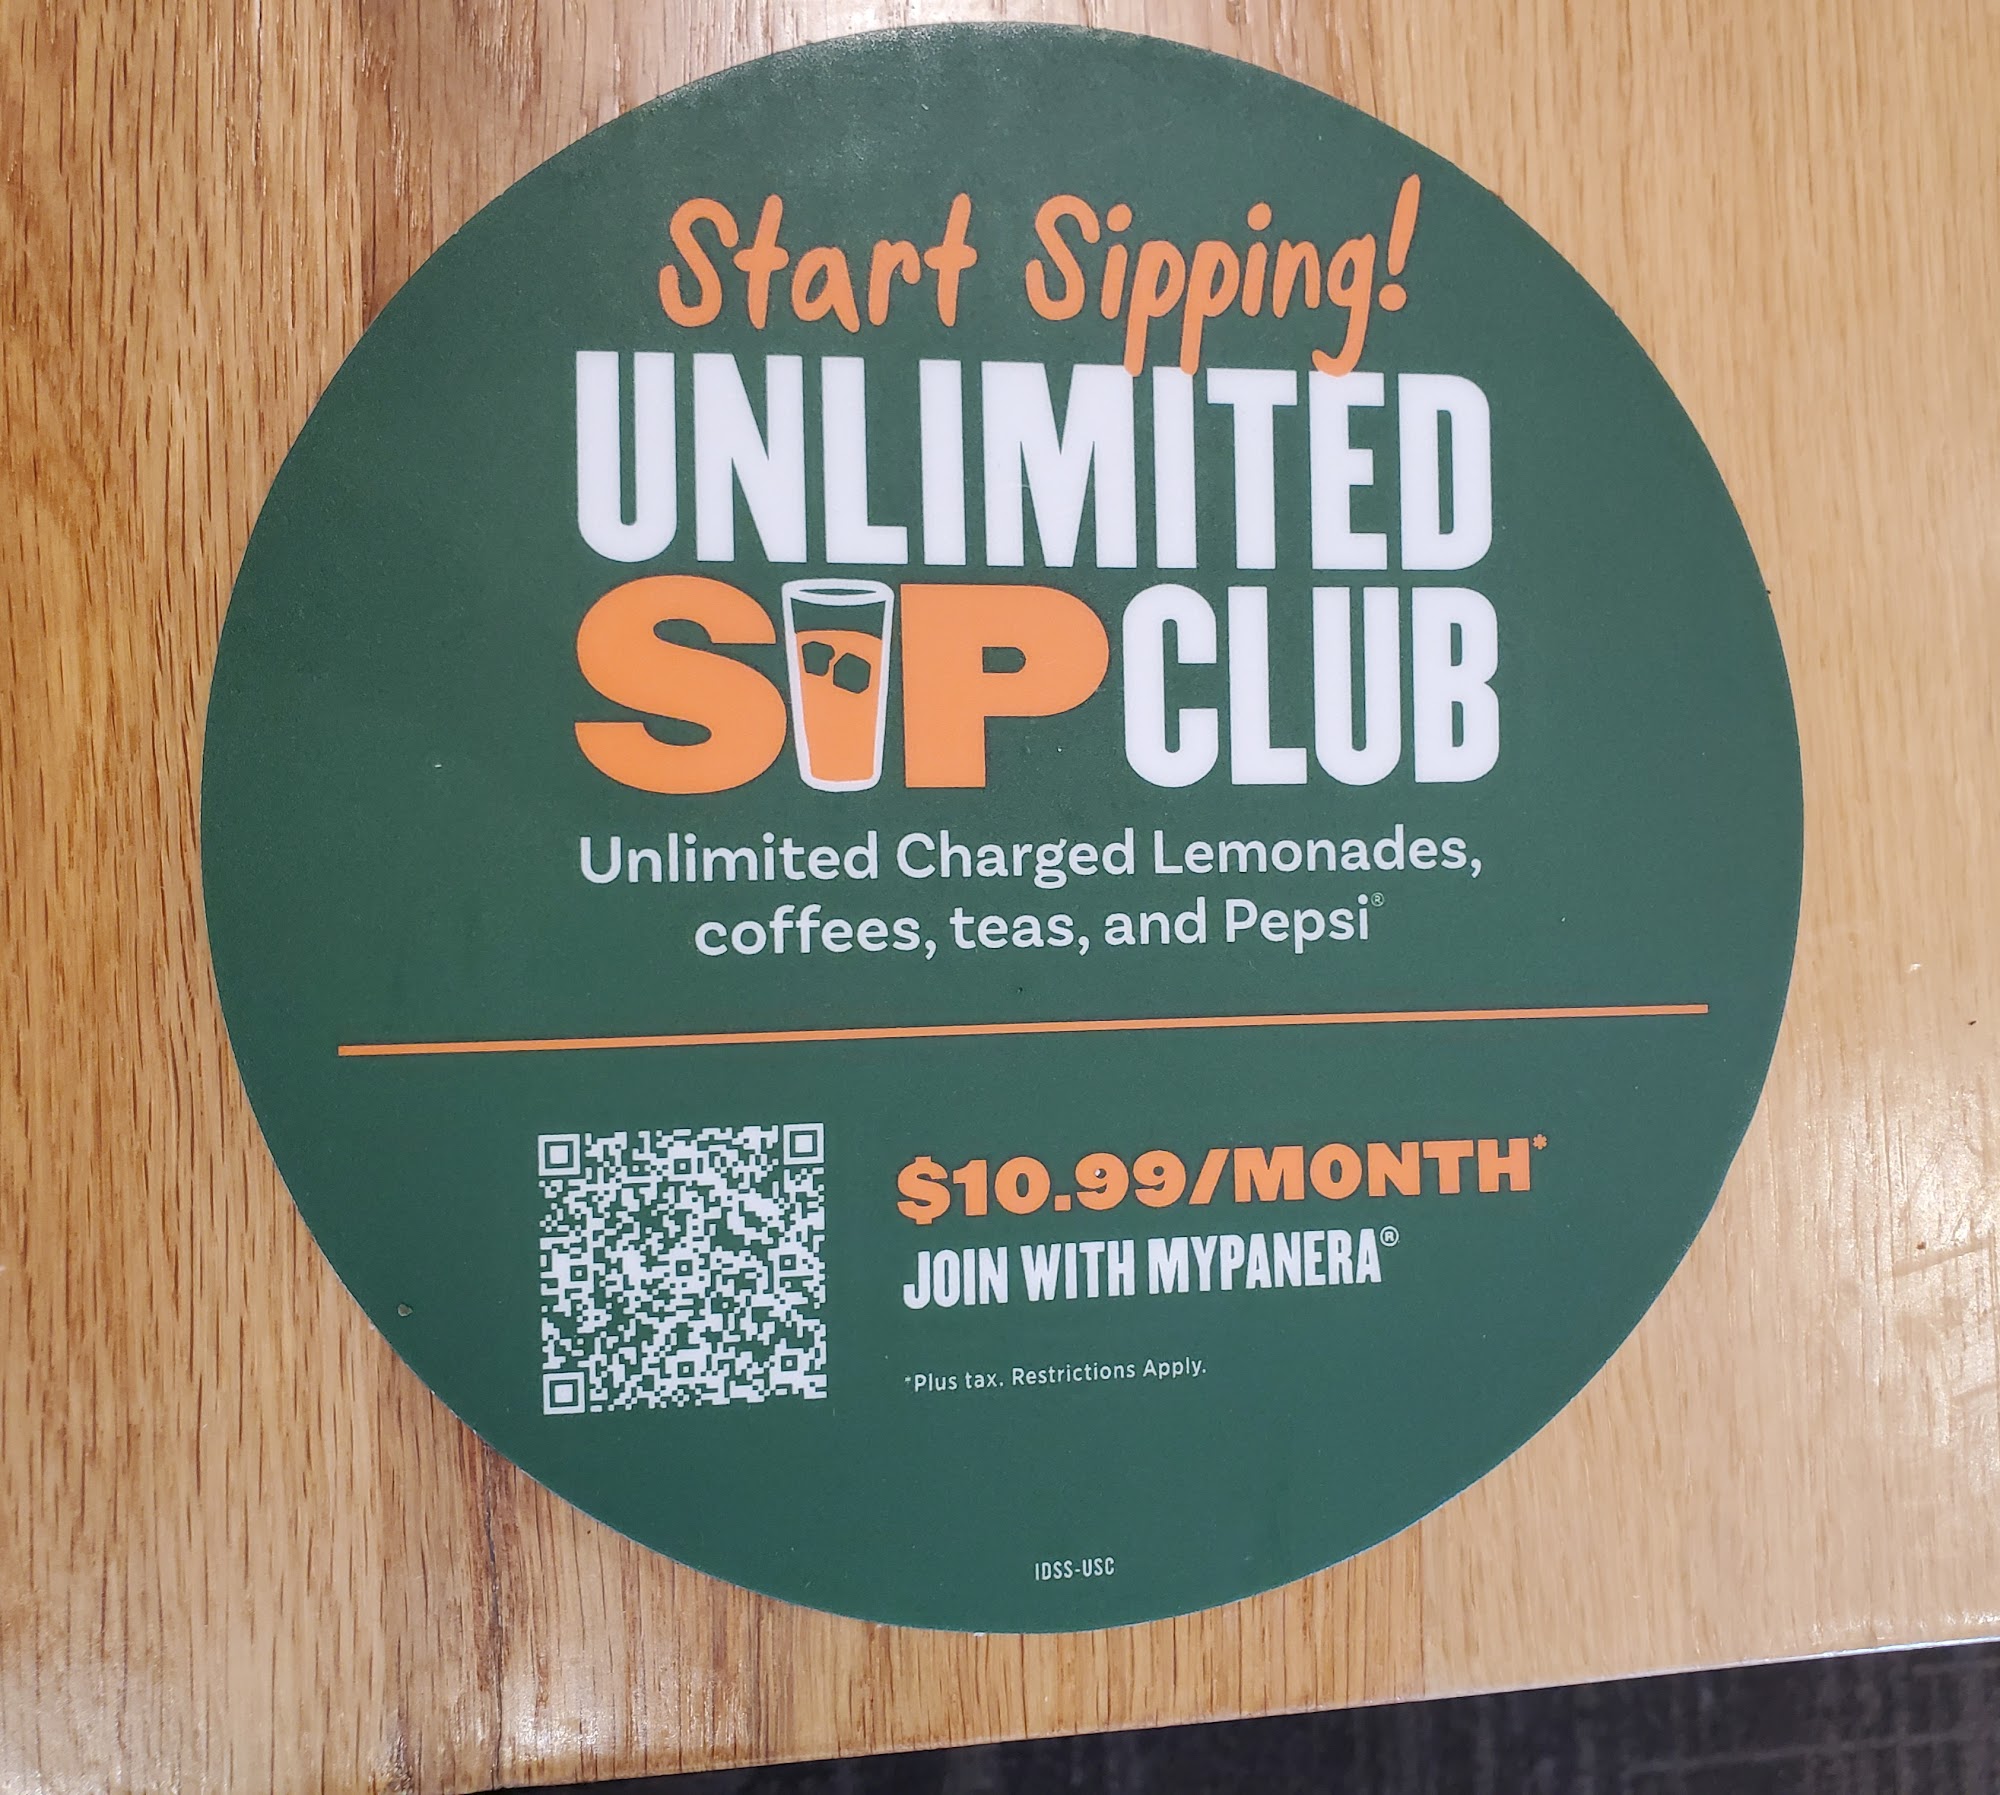 Start Sipping!
UNLIMITED
SIP CLUB
Unlimited Charged Lemonades,
coffees, teas, and Pepsi®
$10.99/MONTH*
JOIN WITH MYPANERA®
*Plus tax. Restrictions Apply.
IDSS-USC